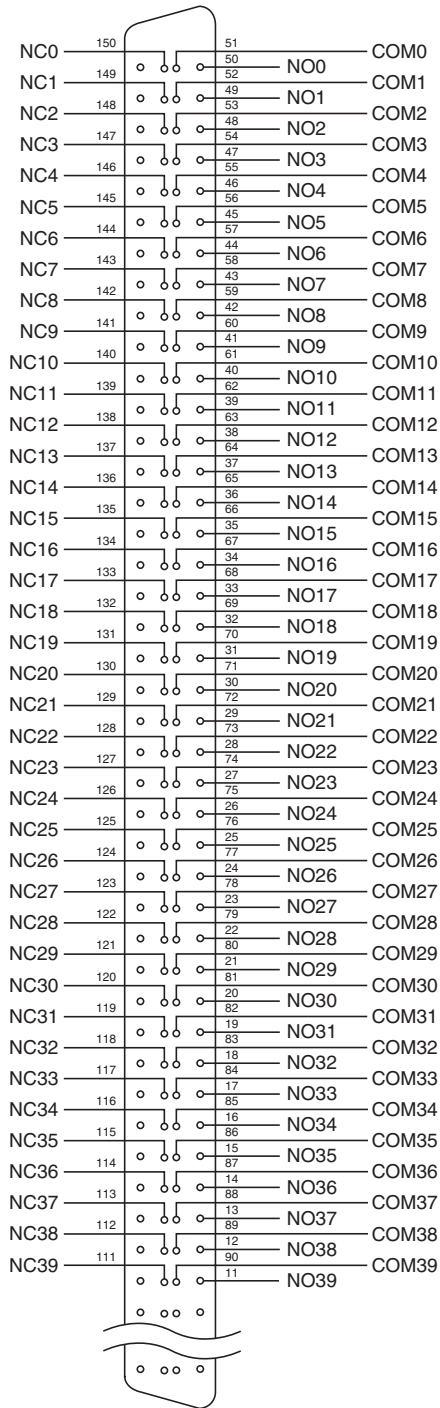 NC0 150 51 COM0
50 NO0
NC1 149 52 COM1
49 NO1
NC2 148 53 COM2
48 NO2
NC3 147 54 COM3
47 NO3
NC4 146 55 COM4
46 NO4
NC5 145 56 COM5
45 NO5
NC6 144 57 COM6
44 NO6
NC7 143 58 COM7
43 NO7
NC8 142 59 COM8
42 NO8
NC9 141 60 COM9
41 NO9
NC10 140 61 COM10
40 NO10
NC11 139 62 COM11
39 NO11
NC12 138 63 COM12
38 NO12
NC13 137 64 COM13
37 NO13
NC14 136 65 COM14
36 NO14
NC15 135 66 COM15
35 NO15
NC16 134 67 COM16
34 NO16
NC17 133 68 COM17
33 NO17
NC18 132 69 COM18
32 NO18
NC19 131 70 COM19
31 NO19
NC20 130 71 COM20
30 NO20
NC21 129 72 COM21
29 NO21
NC22 128 73 COM22
28 NO22
NC23 127 74 COM23
27 NO23
NC24 126 75 COM24
26 NO24
NC25 125 76 COM25
25 NO25
NC26 124 77 COM26
24 NO26
NC27 123 78 COM27
23 NO27
NC28 122 79 COM28
22 NO28
NC29 121 80 COM29
21 NO29
NC30 120 81 COM30
20 NO30
NC31 119 82 COM31
19 NO31
NC32 118 83 COM32
18 NO32
NC33 117 84 COM33
17 NO33
NC34 116 85 COM34
16 NO34
NC35 115 86 COM35
15 NO35
NC36 114 87 COM36
14 NO36
NC37 113 88 COM37
13 NO37
NC38 112 89 COM38
12 NO38
NC39 111 90 COM39
11 NO39